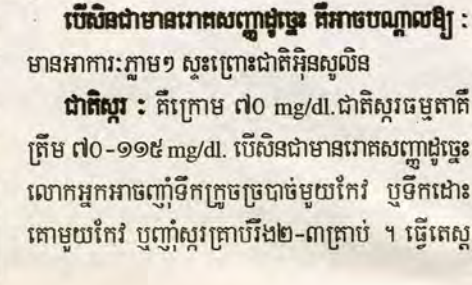 បើសិនជាមានរោគសញ្ញាដូច្នេះ គឺអាចបណ្តាលឱ្យ :
មានអាការ:ភ្លាមៗ ស្ទះព្រោះជាតិអ៊ិនសូលិន
ជាតិស្ករ : គឺក្រោម ៧០ mg/dl.ជាតិស្ករធម្មតាគឺ
ត្រឹម ៧០-១១៥ mg/dl. បើសិនជាមានរោគសញ្ញាដូច្នេះ
លោកអ្នកអាចញ៉ាំទឹកក្រូចច្របាច់មួយកែវ ឬទឹកដោះ
គោមួយកែវ ឬញ៉ាំស្ករគ្រាប់រឹង២-៣គ្រាប់ ។ ធ្វើតេស្ត